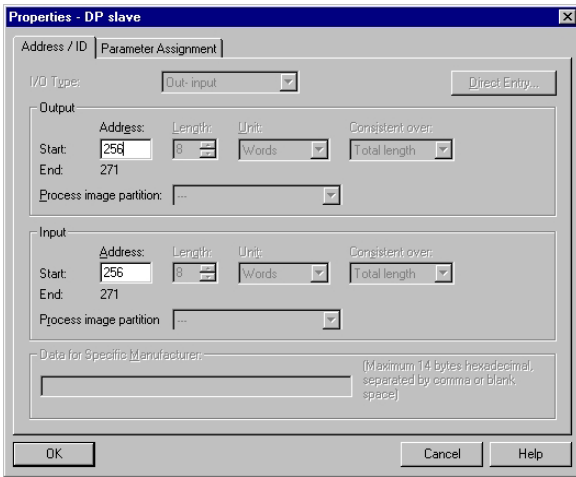 Properties - DP slave
Address / ID Parameter Assignment
I/O Type: Out- input Direct Entry...
Output
Address: Length: Unit: Consistent over:
Start: 256 8 Words Total length
End: 271
Process image partition: ---
Input
Address: Length: Unit: Consistent over:
Start: 256 8 Words Total length
End: 271
Process image partition ---
Data for Specific Manufacturer:
(Maximum 14 bytes hexadecimal,
separated by comma or blank
space)
OK Cancel Help